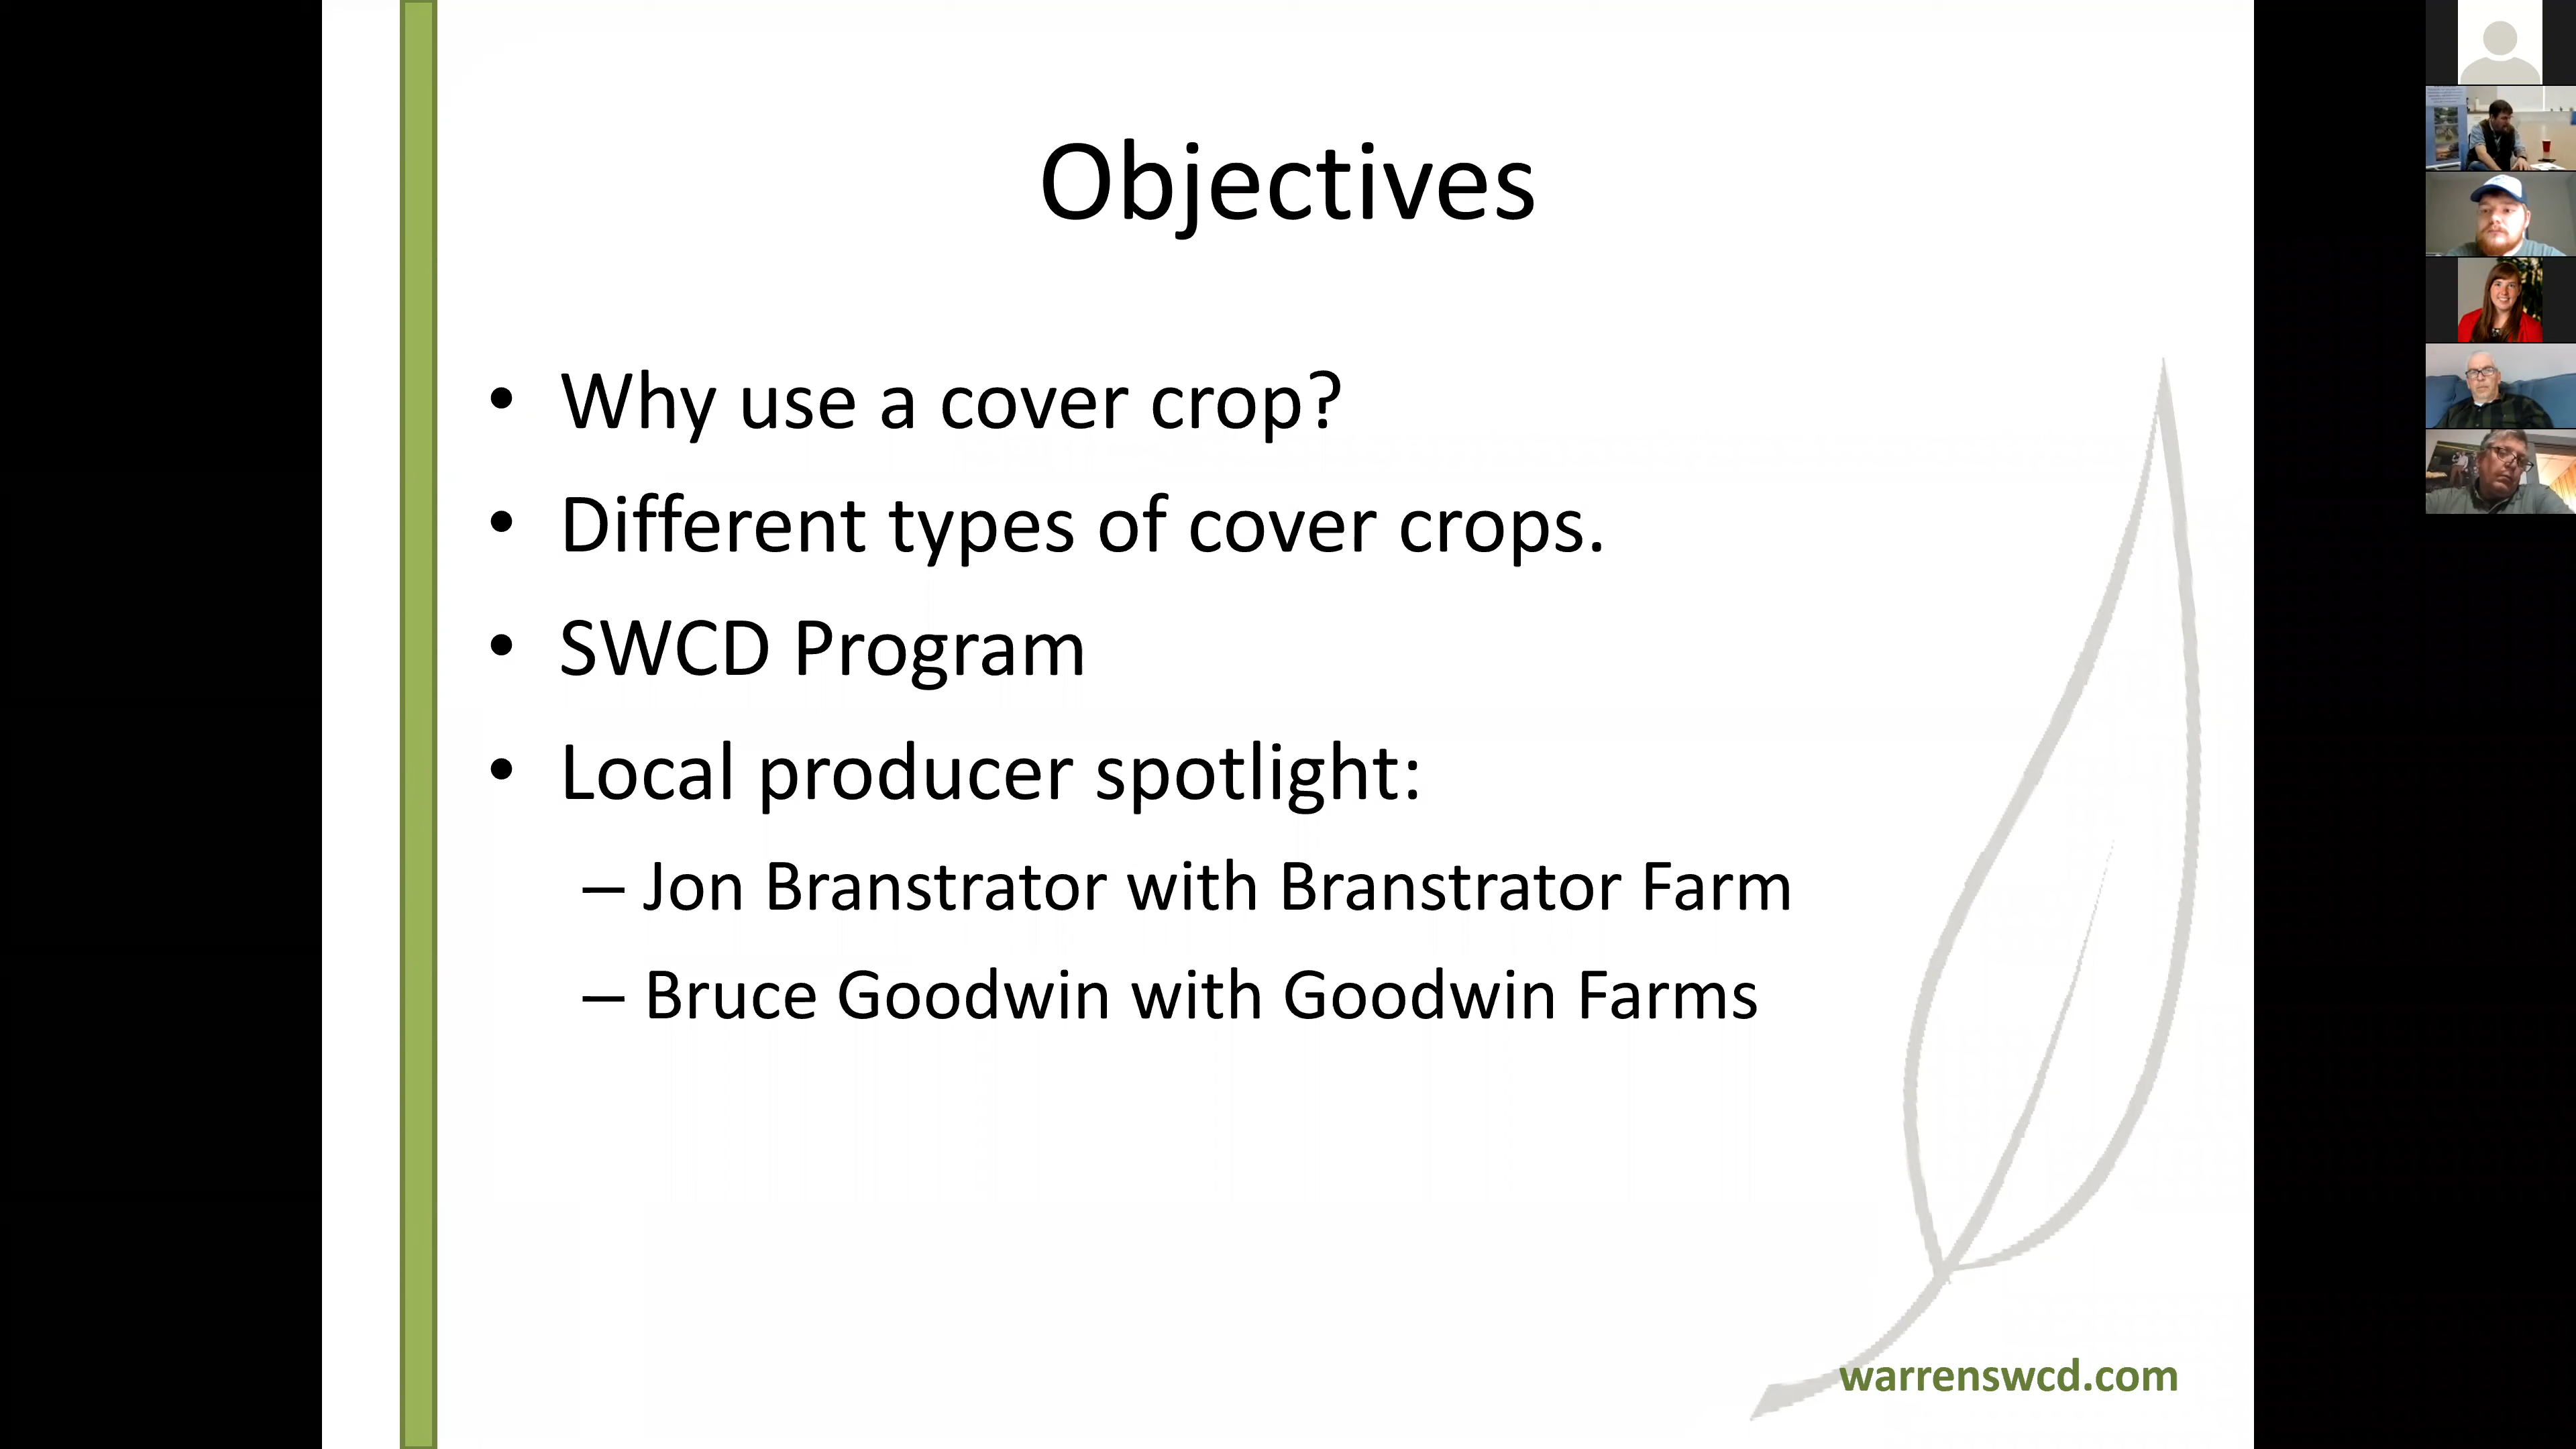 Objectives
• Why use a cover crop?
• Different types of cover crops.
• SWCD Program
• Local producer spotlight:
– Jon Branstrator with Branstrator Farm
– Bruce Goodwin with Goodwin Farms
warrenswcd.com